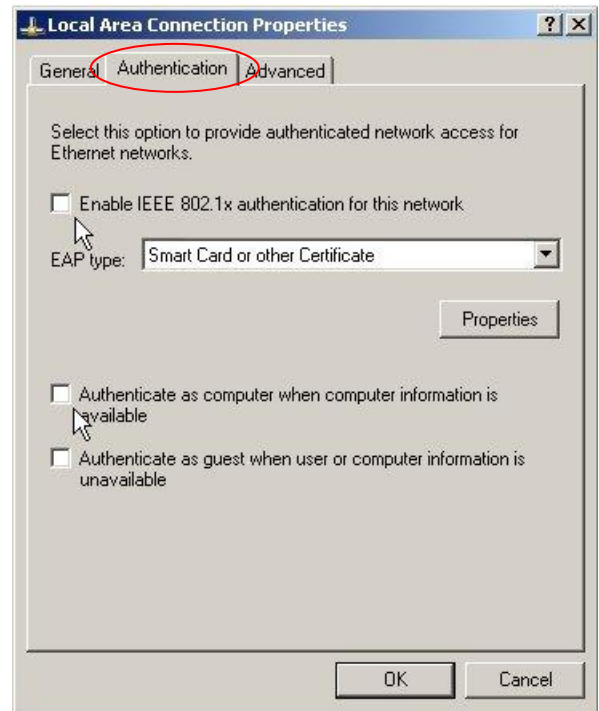 Local Area Connection Properties
General Authentication Advanced
Select this option to provide authenticated network access for
Ethernet networks.
Enable IEEE 802.1x authentication for this network
EAP type: Smart Card or other Certificate
Properties
Authenticate as computer when computer information is
available
Authenticate as guest when user or computer information is
unavailable
OK Cancel